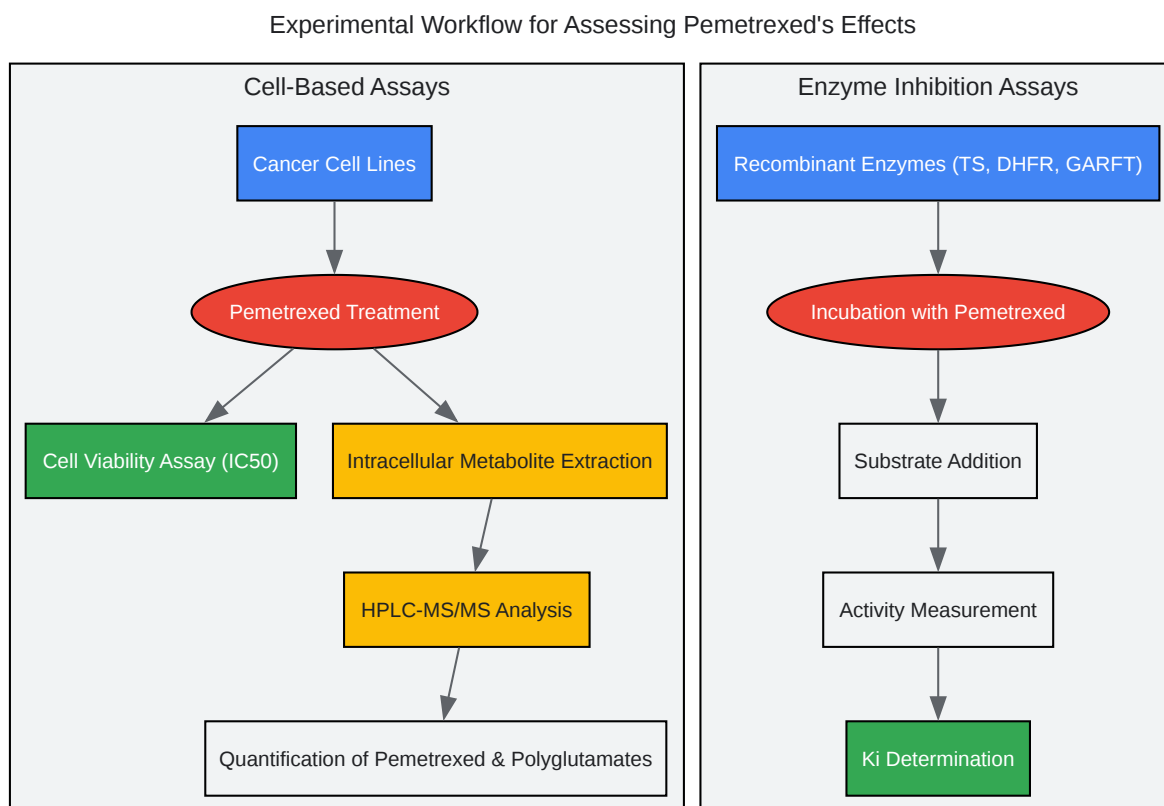 Experimental Workflow for Assessing Pemetrexed's Effects
Cell-Based Assays
Cancer Cell Lines
Pemetrexed Treatment
Cell Viability Assay (IC50)
Intracellular Metabolite Extraction
HPLC-MS/MS Analysis
Quantification of Pemetrexed & Polyglutamates
Enzyme Inhibition Assays
Recombinant Enzymes (TS, DHFR, GARFT)
Incubation with Pemetrexed
Substrate Addition
Activity Measurement
Ki Determination